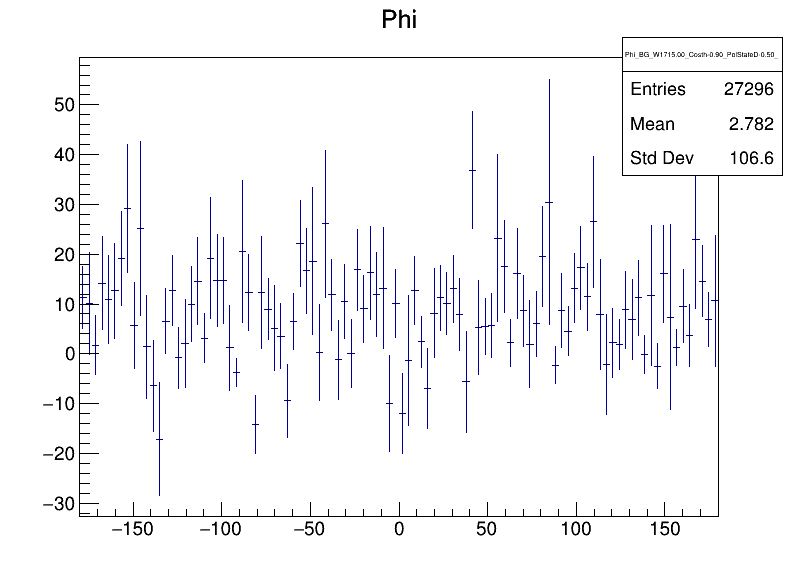 Phi
Phi_BG_W1715.00_Costh-0.90_PolStateD-0.50_
Entries 27296
Mean 2.782
Std Dev 106.6
50
40
30
20
10
0
−10
−20
−30
−150 −100 −50 0 50 100 150